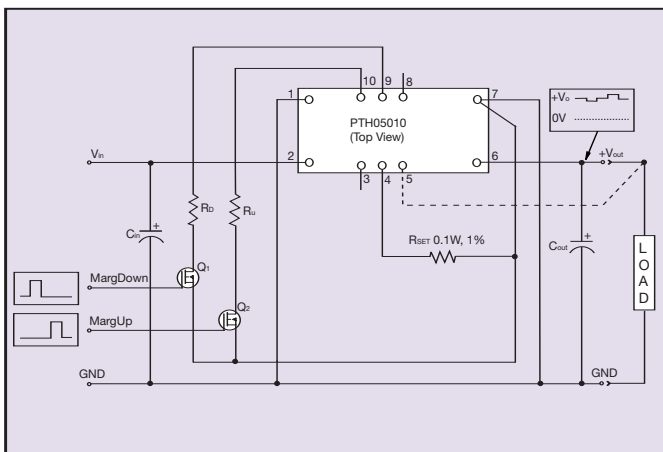 10 9 8
1
7
PTH05010
(Top View)
+Vo
0V
Vin
2
6
+Vout
3 4 5
RD
Ru
Cin
+
RSET 0.1W, 1%
Cout
+
L
O
A
D
Q1
MargDown
Q2
MargUp
GND
GND